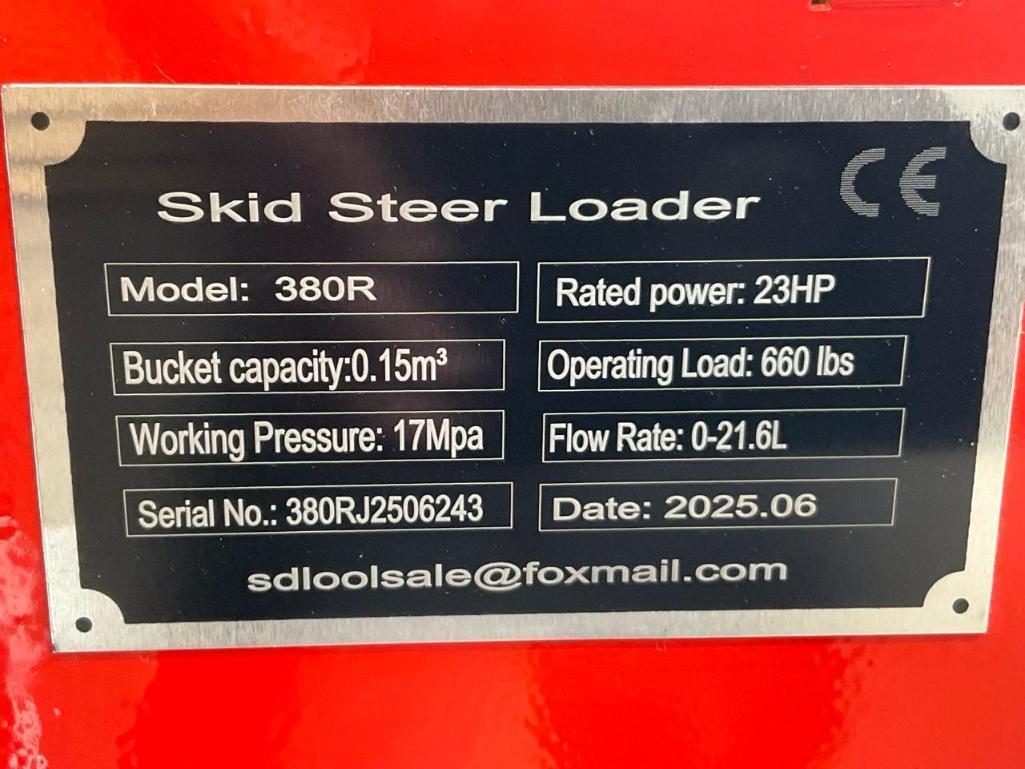 CE
Skid Steer Loader
Model: 380R
Rated power: 23HP
Bucket capacity:0.15m³
Operating Load: 660 lbs
Working Pressure: 17Mpa
Flow Rate: 0-21.6L
Serial No.: 380RJ2506243
Date: 2025.06
sdloolsale@foxmail.com